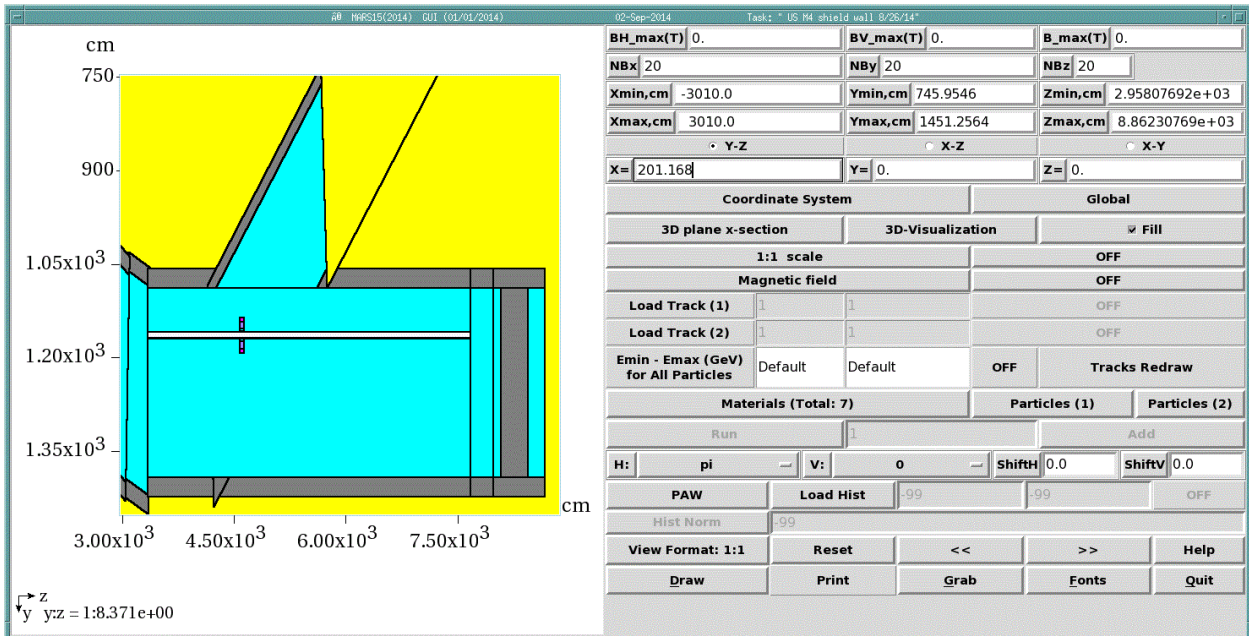 MARS15(2014) GUI (01/01/2014) 02-Sep-2014 Task: " US M4 shield wall 8/26/14"
cm
750
900
1.05x10³
1.20x10³
1.35x10³
cm
3.00x10³ 4.50x10³ 6.00x10³ 7.50x10³
z
y y:z = 1:8.371e+00
BH_max(T) 0. BV_max(T) 0. B_max(T) 0.
NBx 20 NBy 20 NBz 20
Xmin,cm -3010.0 Ymin,cm 745.9546 Zmin,cm 2.95807692e+03
Xmax,cm 3010.0 Ymax,cm 1451.2564 Zmax,cm 8.86230769e+03
Y-Z X-Z X-Y
X= 201.168 Y= 0. Z= 0.
Coordinate System Global
3D plane x-section 3D-Visualization Fill
1:1 scale OFF
Magnetic field OFF
Load Track (1) 1 1 OFF
Load Track (2) 1 1 OFF
Emin - Emax (GeV)
for All Particles Default Default OFF Tracks Redraw
Materials (Total: 7) Particles (1) Particles (2)
Run 1 Add
H: pi V: 0 ShiftH 0.0 ShiftV 0.0
PAW Load Hist -99 -99 OFF
Hist Norm -99
View Format: 1:1 Reset << >> Help
Draw Print Grab Fonts Quit